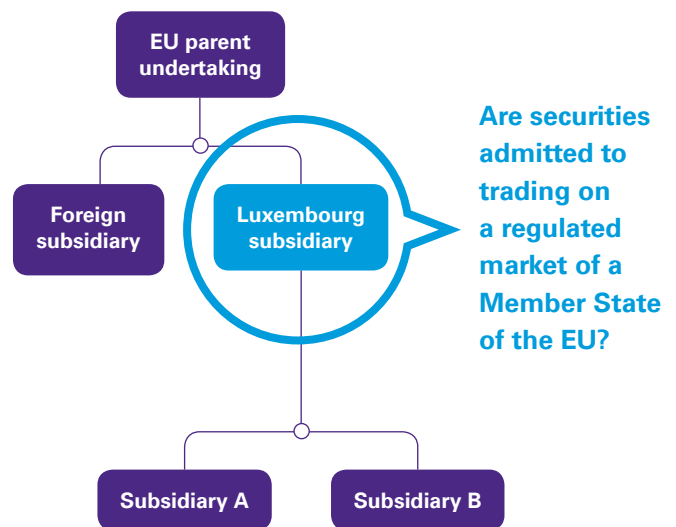 EU parent
undertaking
Foreign
subsidiary
Luxembourg
subsidiary
Are securities
admitted to
trading on
a regulated
market of a
Member State
of the EU?
Subsidiary A
Subsidiary B